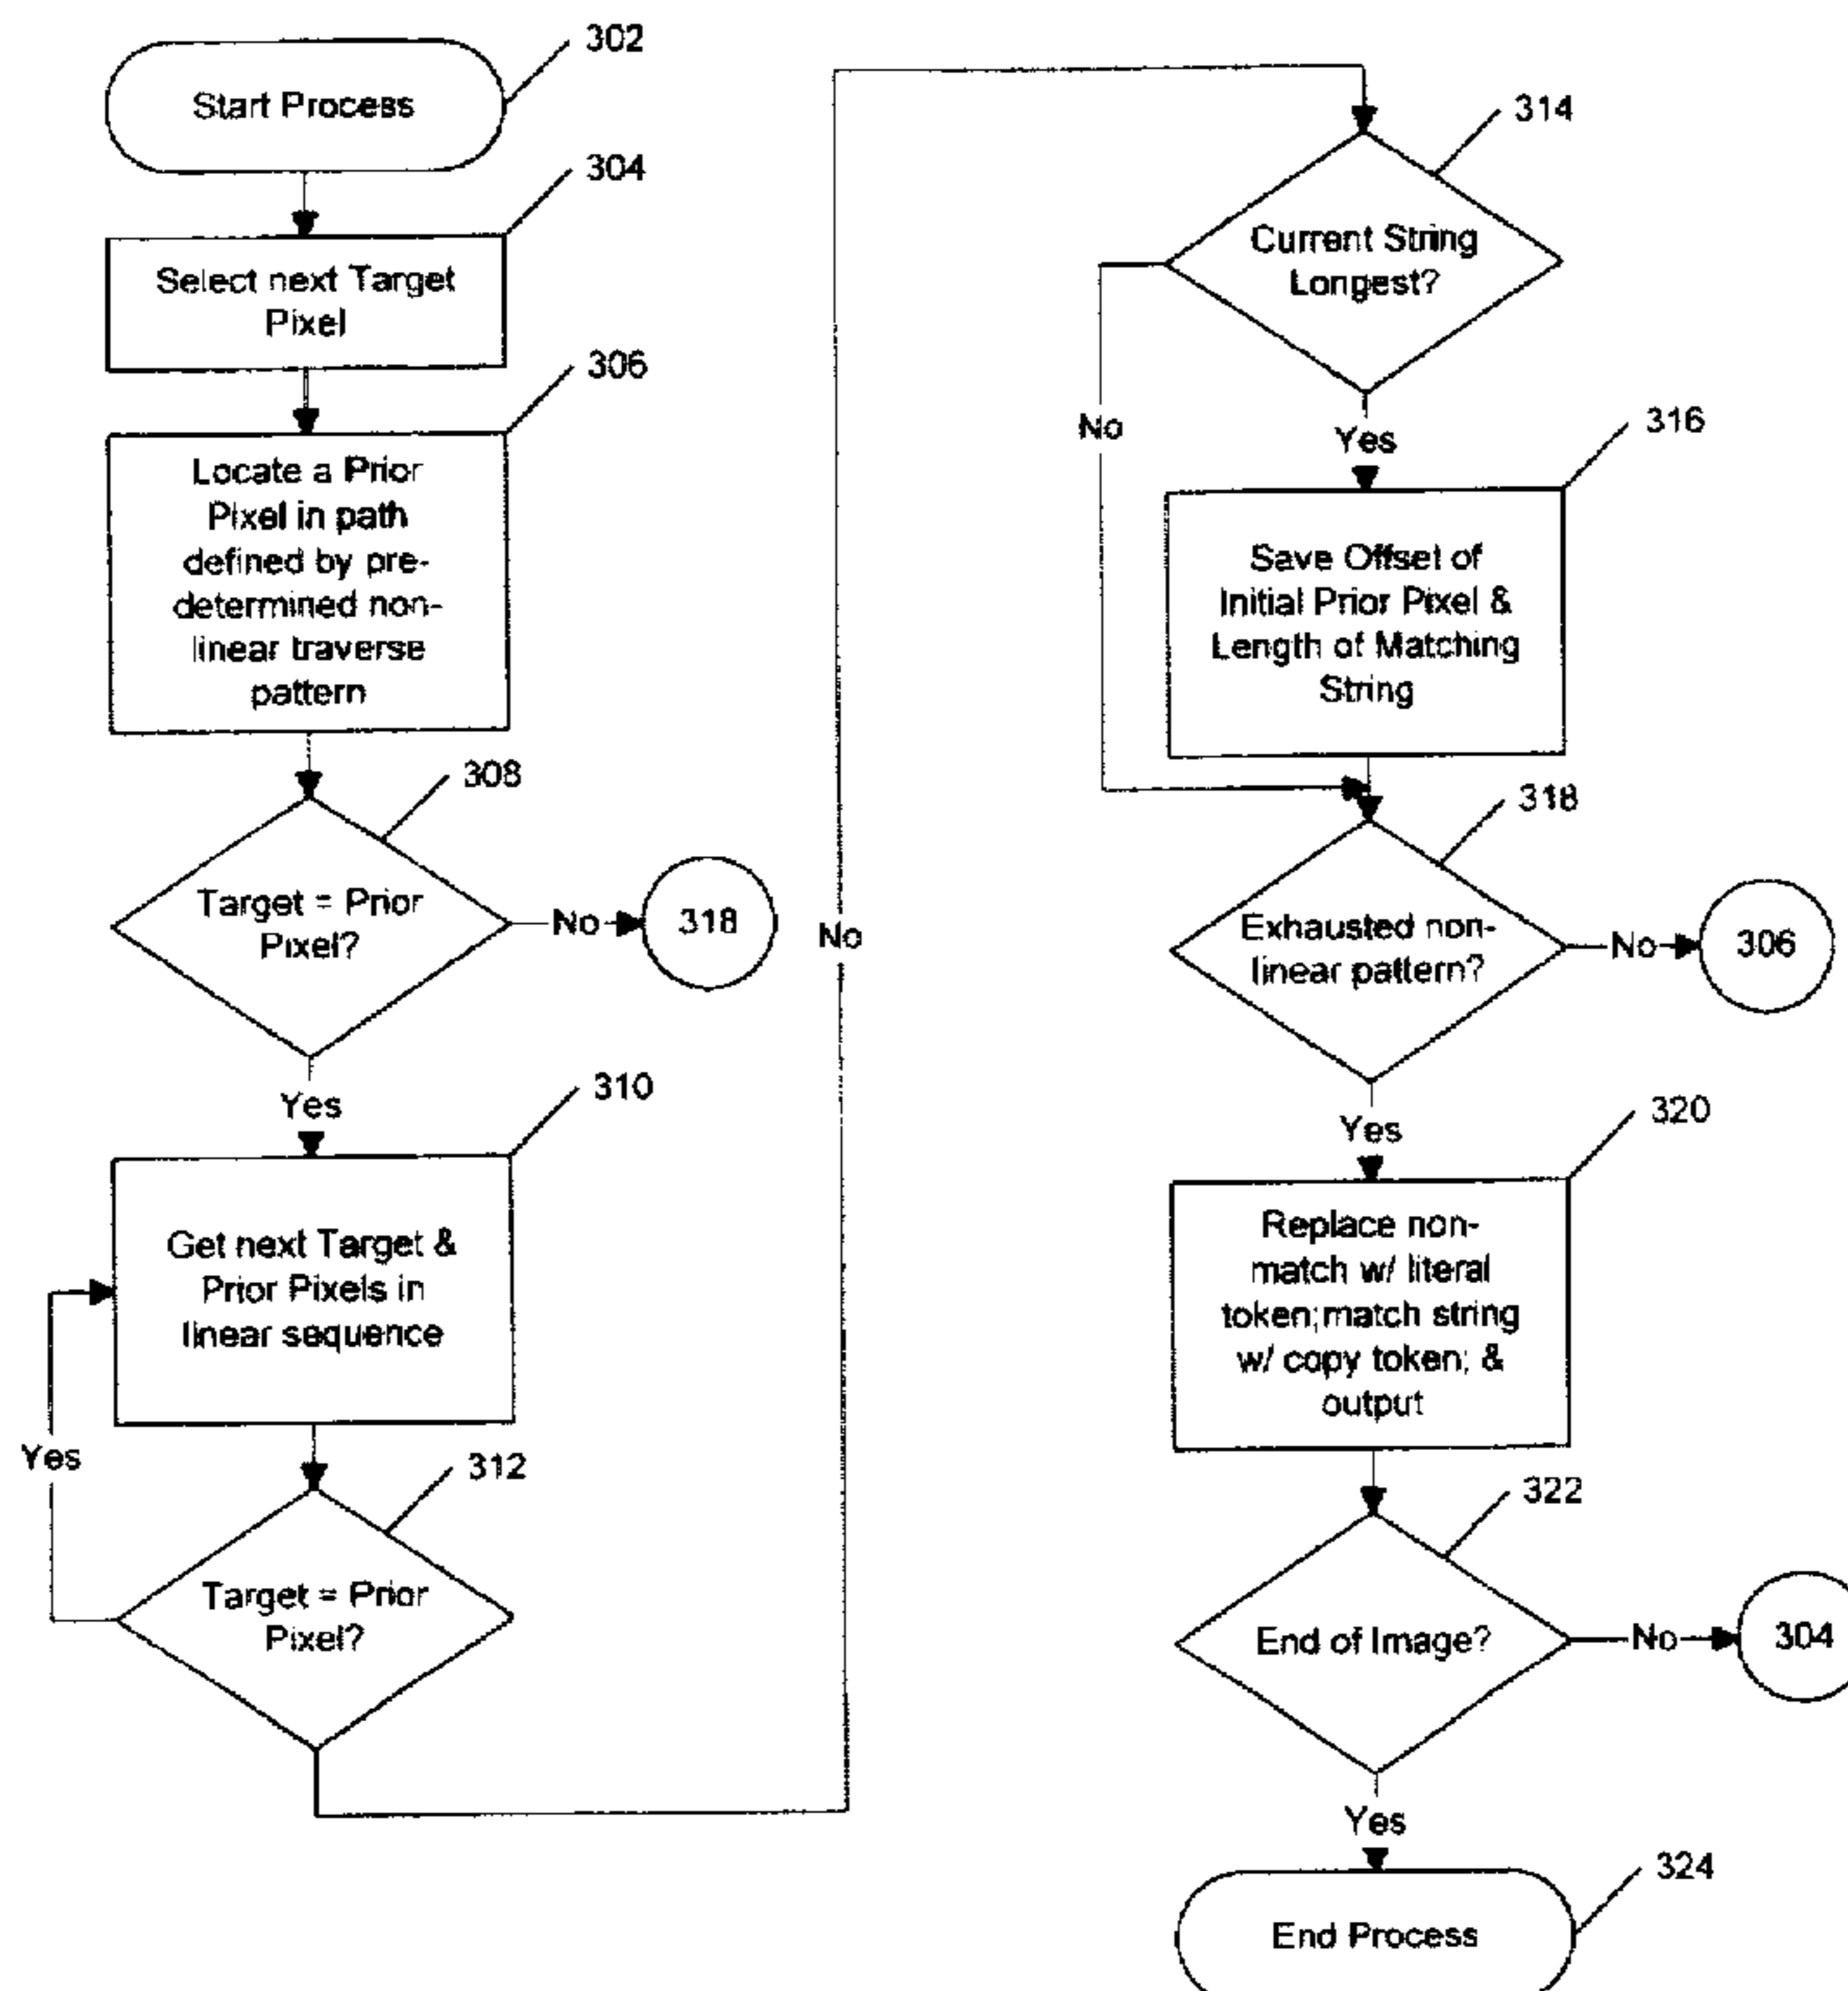 302
Start Process
304
Select next Target
Pixel
306
Locate a Prior
Pixel in path
defined by pre-
determined non-
linear traverse
pattern
308
Target = Prior
Pixel?
No
318
Yes
310
Get next Target &
Prior Pixels in
linear sequence
Yes
312
Target = Prior
Pixel?
No
314
Current String
Longest?
No
Yes
316
Save Offset of
Initial Prior Pixel &
Length of Matching
String
318
Exhausted non-
linear pattern?
No
306
Yes
320
Replace non-
match w/ literal
token;match string
w/ copy token; &
output
322
End of Image?
No
304
Yes
324
End Process